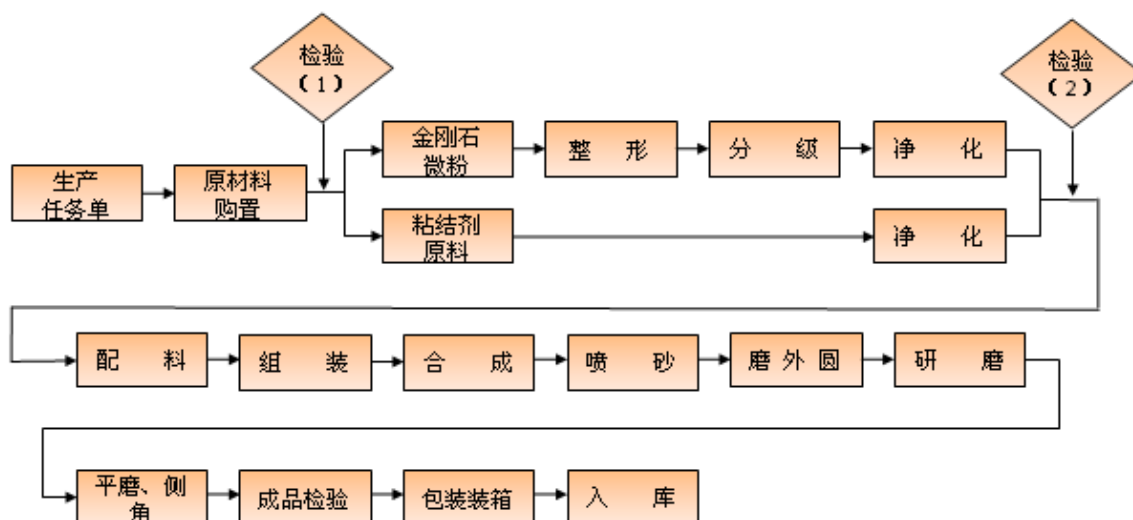 检验
（1）
检验
（2）
金刚石
微粉
整 形
分 级
净 化
生产
任务单
原材料
购置
粘结剂
原料
净 化
配 料
组 装
合 成
喷 砂
磨 外 圆
研 磨
平磨、侧
角
成品检验
包装装箱
入 库